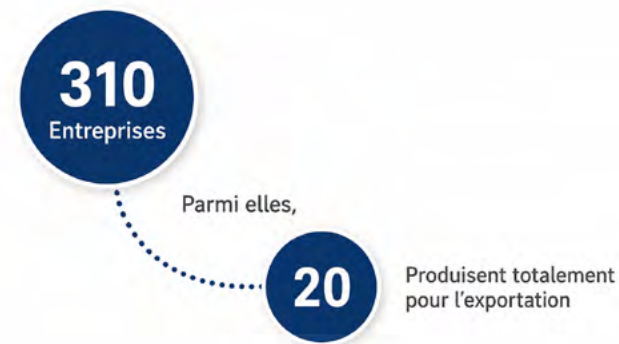 310
Entreprises
Parmi elles,
20
Produisent totalement
pour l'exportation